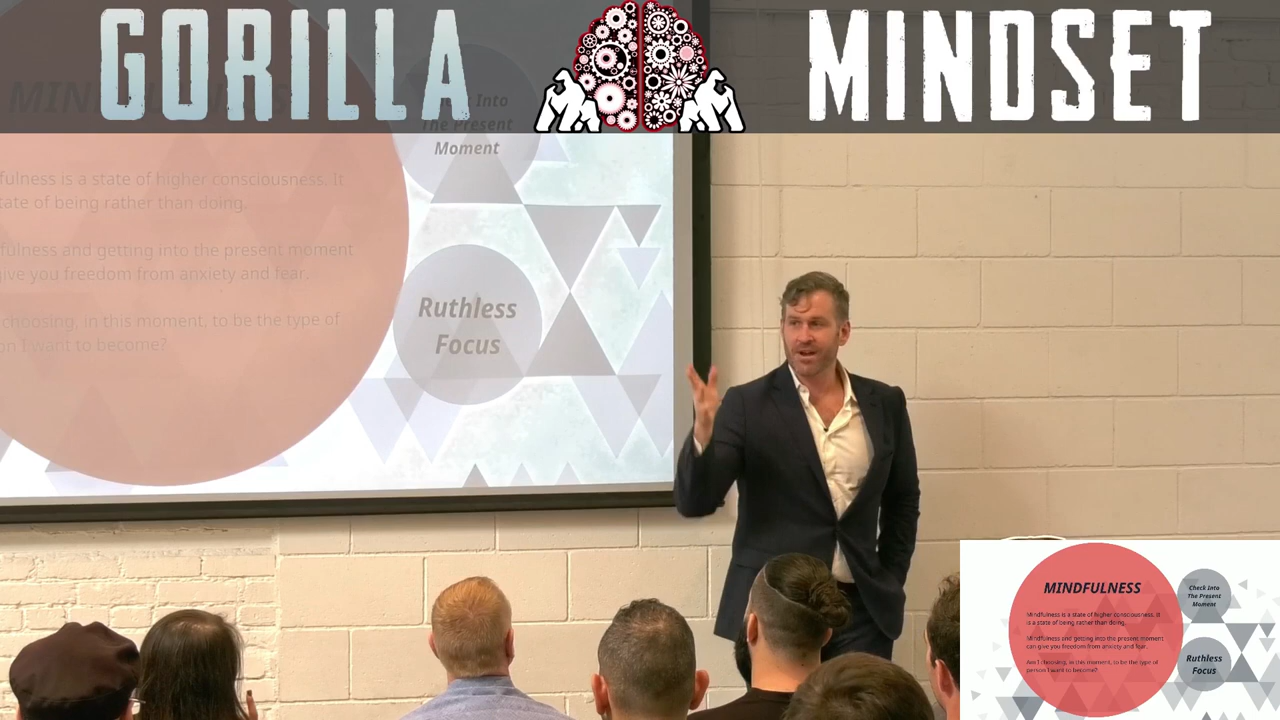 GORILLA MINDSET
Into
The Present
Moment
fulness is a state of higher consciousness. It
tate of being rather than doing.
fulness and getting into the present moment
give you freedom from anxiety and fear.
choosing, in this moment, to be the type of
on I want to become?
Ruthless
Focus
MINDFULNESS
Mindfulness is a state of higher consciousness. It
is a state of being rather than doing.
Mindfulness and getting into the present moment
can give you freedom from anxiety and fear.
Am I choosing, in this moment, to be the type of
person I want to become?
Check Into
The Present
Moment
Ruthless
Focus